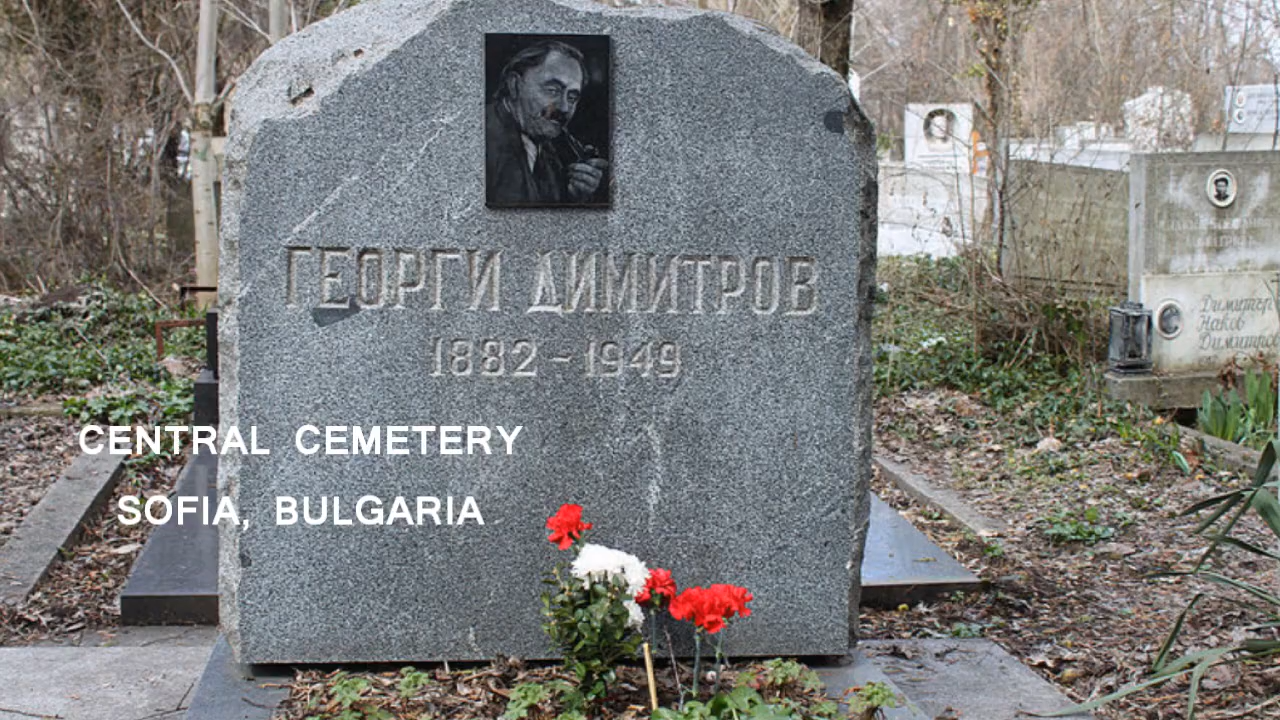 ГЕОРГИ ДИМИТРОВ
1882 - 1949
CENTRAL CEMETERY
SOFIA, BULGARIA
Димитър
Наков
Димитров